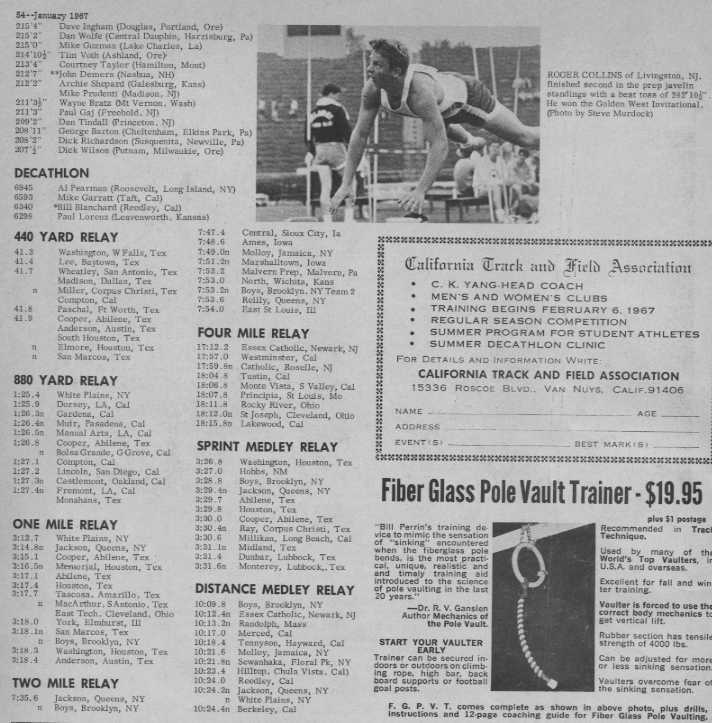 54--January 1967
215'4" Dave Ingham (Douglas, Portland, Ore)
215'2" Dan Wolfe (Central Dauphin, Harrisburg, Pa)
215'0" Mike Guzman (Lake Charles, La)
214'10½" Tim Voth (Ashland, Ore)
213'4" Courtney Taylor (Hamilton, Mont)
212'7" **John Demers (Nashua, NH)
212'2" Archie Shepard (Galesburg, Kans)
Mike Prudenti (Madison, NJ)
211'3½" Wayne Bratz (Mt Vernon, Wash)
211'3" Paul Gaj (Freehold, NJ)
209'2" Dan Tindall (Princeton, NJ)
208'11" George Barton (Cheltenham, Elkins Park, Pa)
208'2" Dick Richardson (Susquenita, Newville, Pa)
207'½" Dick Wilson (Putnam, Milwaukie, Ore)
DECATHLON
6945 Al Pearman (Roosevelt, Long Island, NY)
6593 Mike Garratt (Taft, Cal)
6340 *Bill Blanchard (Reedley, Cal)
6298 Paul Lorenz (Leavenworth, Kansas)
440 YARD RELAY
41.3 Washington, W Falls, Tex
41.4 Lee, Baytown, Tex
41.7 Wheatley, San Antonio, Tex
Madison, Dallas, Tex
n Miller, Corpus Christi, Tex
Compton, Cal
41.8 Paschal, Ft Worth, Tex
41.9 Cooper, Abilene, Tex
Anderson, Austin, Tex
South Houston, Tex
n Elmore, Houston, Tex
n San Marcos, Tex
880 YARD RELAY
1:25.4 White Plains, NY
1:25.9 Dorsey, LA, Cal
1:26.3n Gardena, Cal
1:26.4n Muir, Pasadena, Cal
1:26.5n Manual Arts, LA, Cal
1:26.8 Cooper, Abilene, Tex
n Bolsa Grande, G Grove, Cal
1:27.1 Compton, Cal
1:27.2 Lincoln, San Diego, Cal
1:27.3n Castlemont, Oakland, Cal
1:27.4n Fremont, LA, Cal
Monahans, Tex
ONE MILE RELAY
3:12.7 White Plains, NY
3:14.8n Jackson, Queens, NY
3:15.1 Cooper, Abilene, Tex
3:16.5n Memorial, Houston, Tex
3:17.1 Abilene, Tex
3:17.4 Houston, Tex
3:17.7 Tascosa, Amarillo, Tex
n MacArthur, S Antonio, Tex
East Tech, Cleveland, Ohio
3:18.0 York, Elmhurst, Ill
3:18.1n San Marcos, Tex
n Boys, Brooklyn, NY
3:18.3 Washington, Houston, Tex
3:18.4 Anderson, Austin, Tex
TWO MILE RELAY
7:35.6 Jackson, Queens, NY
n Boys, Brooklyn, NY
7:47.4 Central, Sioux City, Ia
7:48.6 Ames, Iowa
7:49.0n Molloy, Jamaica, NY
7:51.2n Marshalltown, Iowa
7:53.2 Malvern Prep, Malvern, Pa
7:53.0 North, Wichita, Kans
7:53.2n Boys, Brooklyn, NY Team 2
7:53.6 Reilly, Queens, NY
7:54.0 East St Louis, Ill
FOUR MILE RELAY
17:12.2 Essex Catholic, Newark, NJ
17:57.0 Westminster, Cal
17:59.8n Catholic, Roselle, NJ
18:04.8 Tustin, Cal
18:06.8 Monte Vista, S Valley, Cal
18:07.8 Principia, St Louis, Mo
18:11.8 Rocky River, Ohio
18:12.0n St Joseph, Cleveland, Ohio
18:15.8n Lakewood, Cal
SPRINT MEDLEY RELAY
3:26.8 Washington, Houston, Tex
3:27.0 Hobbs, NM
3:28.8 Boys, Brooklyn, NY
3:29.4n Jackson, Queens, NY
3:29.7 Abilene, Tex
3:29.8 Houston, Tex
3:30.0 Cooper, Abilene, Tex
3:30.4n Ray, Corpus Christi, Tex
3:30.6 Millikan, Long Beach, Cal
3:31.1n Midland, Tex
3:31.4 Dunbar, Lubbock, Tex
3:31.6n Monterey, Lubbock, Tex
DISTANCE MEDLEY RELAY
10:09.8 Boys, Brooklyn, NY
10:12.4n Essex Catholic, Newark, NJ
10:13.2n Randolph, Mass
10:17.0 Merced, Cal
10:18.4 Tennyson, Hayward, Cal
10:21.6 Molloy, Jamaica, NY
10:21.8n Sewanhaka, Floral Pk, NY
10:23.4 Hilltop, Chula Vista, Cal
10:24.0 Reedley, Cal
10:24.2n Jackson, Queens, NY
n White Plains, NY
10:24.4n Berkeley, Cal
ROGER COLLINS of Livingston, NJ,
finished second in the prep javelin
standings with a best toss of 242'10½".
He won the Golden West Invitational.
(Photo by Steve Murdock)
California Track and Field Association
• C. K. YANG-HEAD COACH
• MEN'S AND WOMEN'S CLUBS
• TRAINING BEGINS FEBRUARY 6, 1967
• REGULAR SEASON COMPETITION
• SUMMER PROGRAM FOR STUDENT ATHLETES
• SUMMER DECATHLON CLINIC
FOR DETAILS AND INFORMATION WRITE:
CALIFORNIA TRACK AND FIELD ASSOCIATION
15336 ROSCOE BLVD., VAN NUYS, CALIF. 91406
NAME AGE
ADDRESS
EVENT(S) BEST MARK(S)
Fiber Glass Pole Vault Trainer - $19.95
plus $1 postage
"Bill Perrin's training de-
vice to mimic the sensation
of "sinking" encountered
when the fiberglass pole
bends, is the most practi-
cal, unique, realistic and
and timely training aid
introduced to the science
of pole vaulting in the last
20 years."
—Dr. R. V. Ganslen
Author Mechanics of
the Pole Vault.
START YOUR VAULTER
EARLY
Trainer can be secured in-
doors or outdoors on climb-
ing rope, high bar, back
board supports or football
goal posts.
Recommended in Track
Technique.
Used by many of the
World's Top Vaulters, in
U.S.A. and overseas.
Excellent for fall and win-
ter training.
Vaulter is forced to use the
correct body mechanics to
get vertical lift.
Rubber section has tensile
strength of 4000 lbs.
Can be adjusted for more
or less sinking sensation.
Vaulters overcome fear of
the sinking sensation.
F. G. P. V. T. comes complete as shown in above photo, plus drills,
instructions and 12-page coaching guide for Fiber Glass Pole Vaulting.